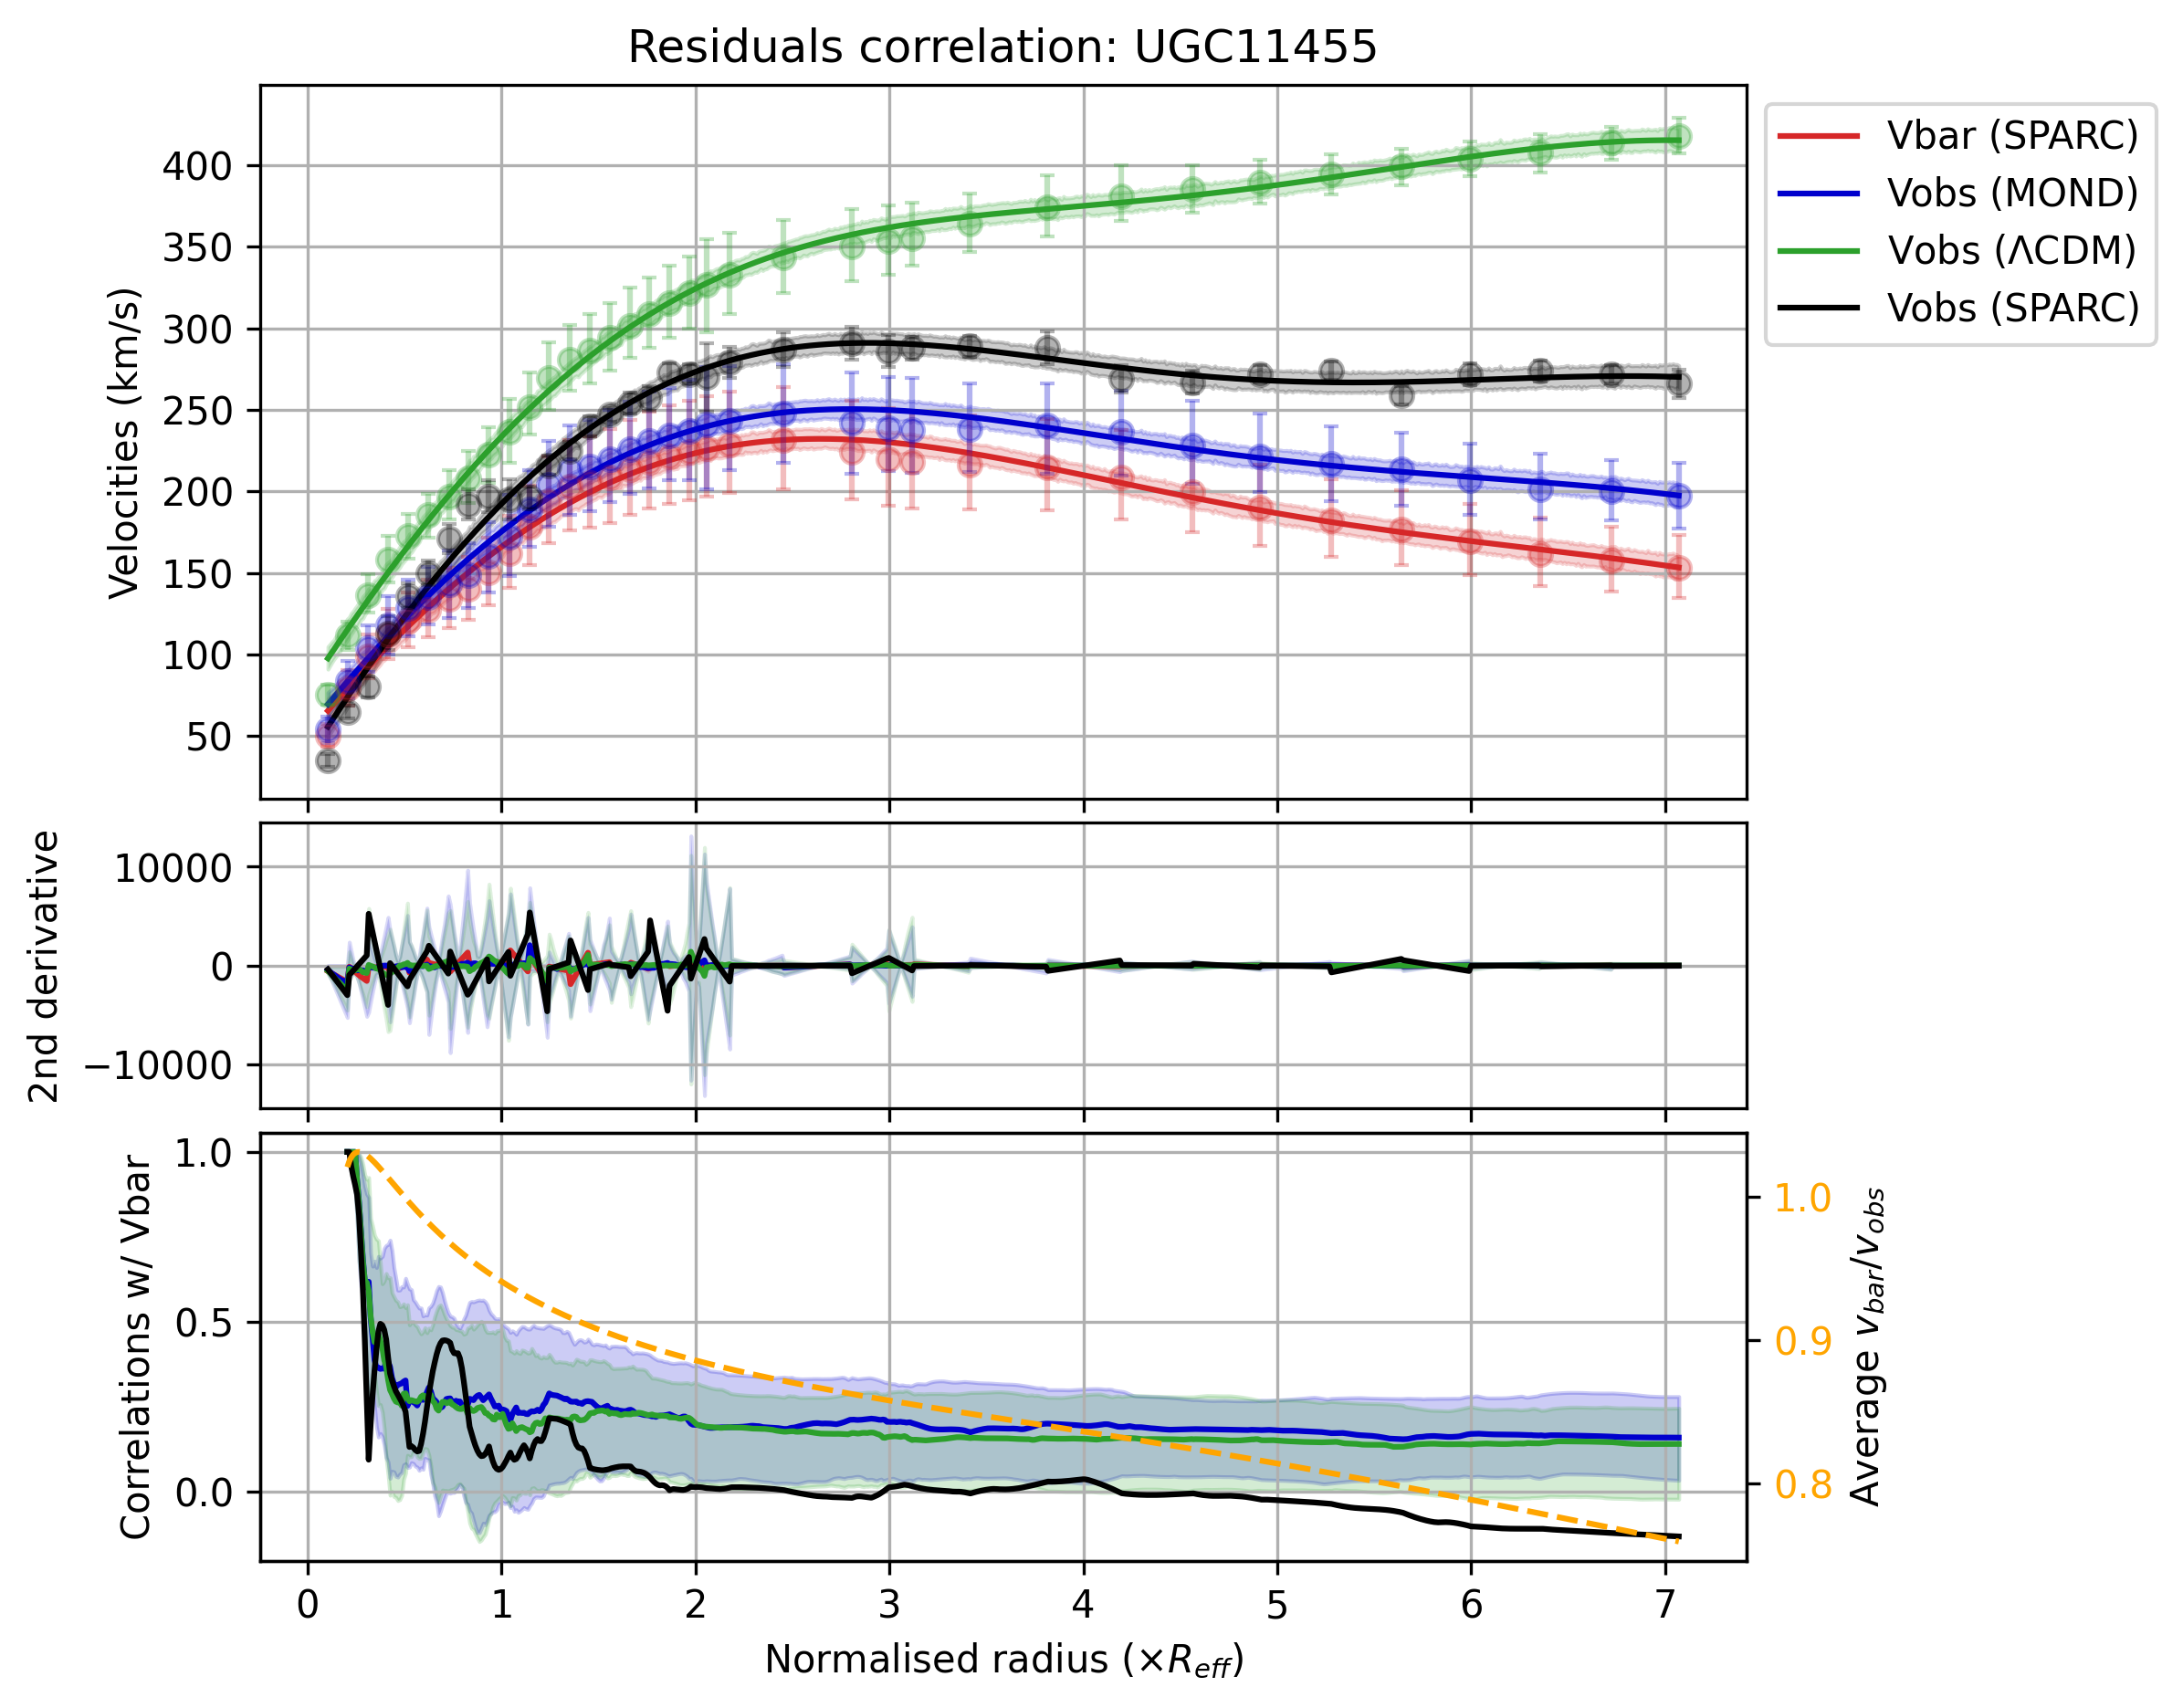 Residuals correlation: UGC11455
Velocities (km/s)
400
350
300
250
200
150
100
50
Vbar (SPARC)
Vobs (MOND)
Vobs (ΛCDM)
Vobs (SPARC)
2nd derivative
10000
0
−10000
Correlations w/ Vbar
1.0
0.5
0.0
1.0
0.9
0.8
Average v_bar/v_obs
0 1 2 3 4 5 6 7
Normalised radius (×R_eff)